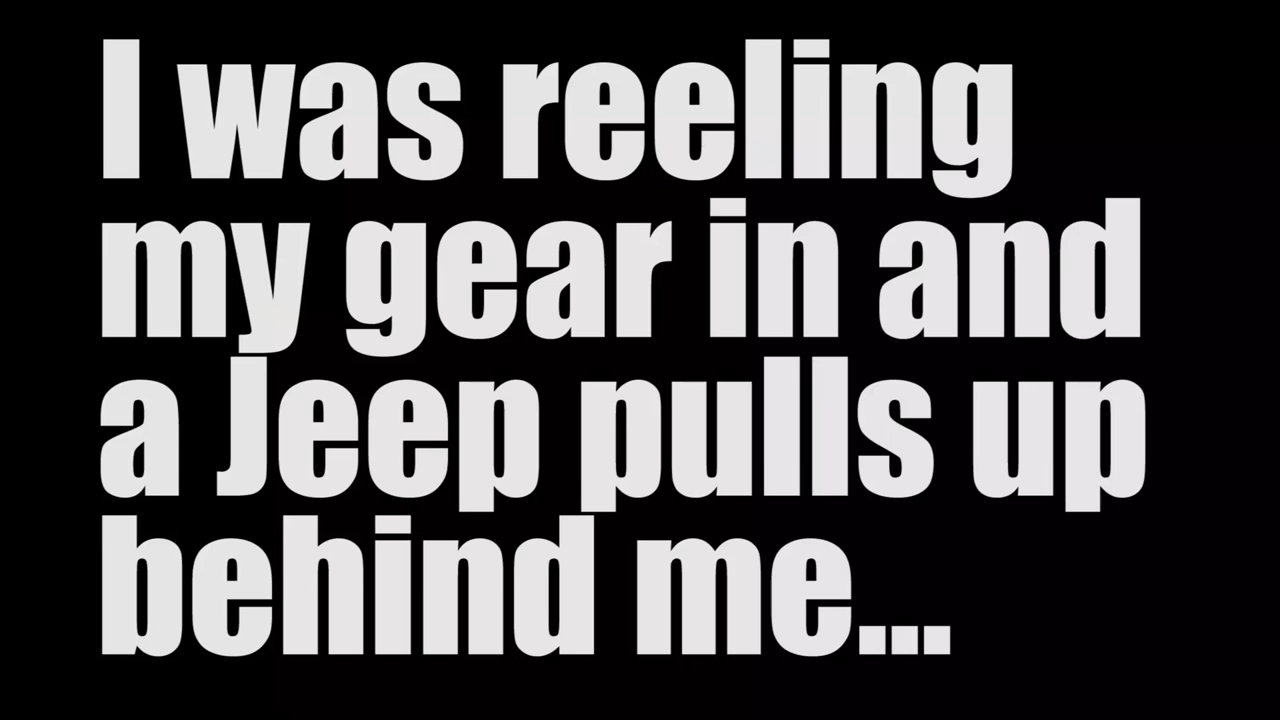 I was reeling
my gear in and
a Jeep pulls up
behind me...